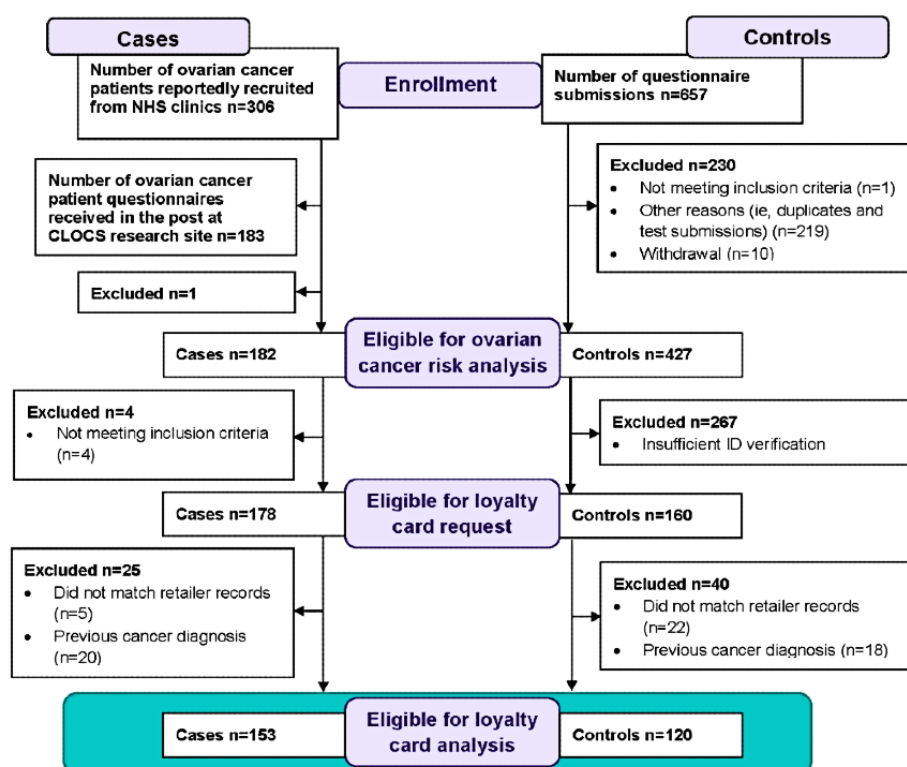 Cases
Controls
Number of ovarian cancer
patients reportedly recruited
from NHS clinics n=306
Enrollment
Number of questionnaire
submissions n=657
Number of ovarian cancer
patient questionnaires
received in the post at
CLOCS research site n=183
Excluded n=230
• Not meeting inclusion criteria (n=1)
• Other reasons (ie, duplicates and
test submissions) (n=219)
• Withdrawal (n=10)
Excluded n=1
Cases n=182
Eligible for ovarian
cancer risk analysis
Controls n=427
Excluded n=4
• Not meeting inclusion criteria
(n=4)
Excluded n=267
• Insufficient ID verification
Cases n=178
Eligible for loyalty
card request
Controls n=160
Excluded n=25
• Did not match retailer records
(n=5)
• Previous cancer diagnosis
(n=20)
Excluded n=40
• Did not match retailer records
(n=22)
• Previous cancer diagnosis (n=18)
Cases n=153
Eligible for loyalty
card analysis
Controls n=120